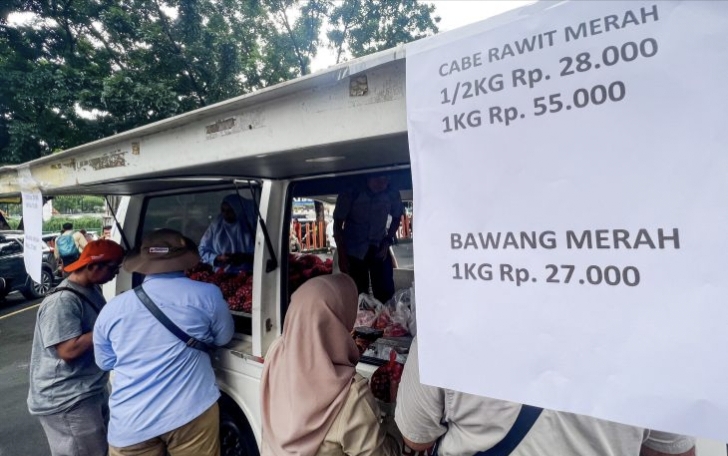 CABE RAWIT MERAH
1/2KG Rp. 28.000
1KG Rp. 55.000
BAWANG MERAH
1KG Rp. 27.000